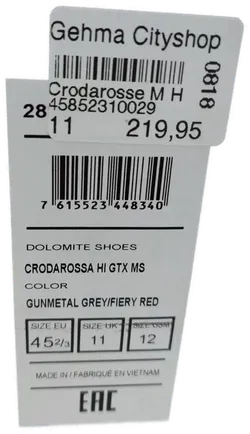 Gehma Cityshop
0818
Crodarosse M H
45852310029
28
11 219,95
7 615523 448340
DOLOMITE SHOES
CRODAROSSA HI GTX MS
COLOR
GUNMETAL GREY/FIERY RED
SIZE EU SIZE UK SIZE USM
45 2/3 11 12
MADE IN / FABRIQUÉ EN VIETNAM
EAC